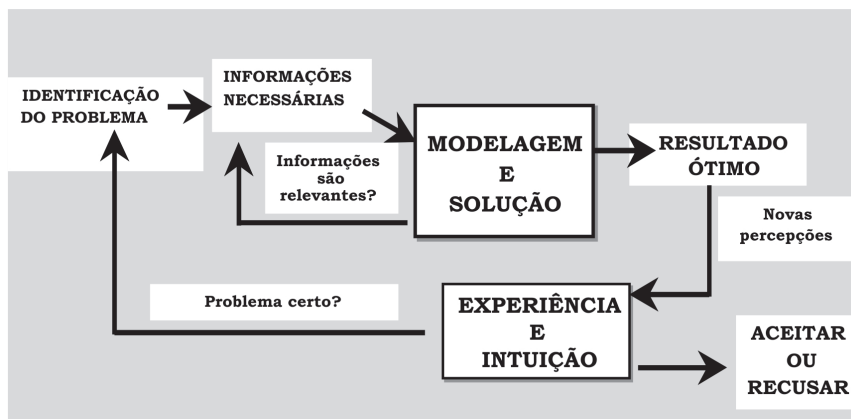 IDENTIFICAÇÃO
DO PROBLEMA
INFORMAÇÕES
NECESSÁRIAS
Informações
são
relevantes?
MODELAGEM
E
SOLUÇÃO
RESULTADO
ÓTIMO
Novas
percepções
Problema certo?
EXPERIÊNCIA
E
INTUIÇÃO
ACEITAR
OU
RECUSAR